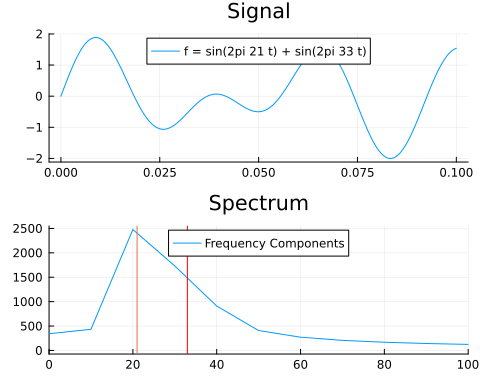 Signal
2
f = sin(2pi 21 t) + sin(2pi 33 t)
1
0
-1
-2
0.000 0.025 0.050 0.075 0.100
Spectrum
2500
Frequency Components
2000
1500
1000
500
0
0 20 40 60 80 100